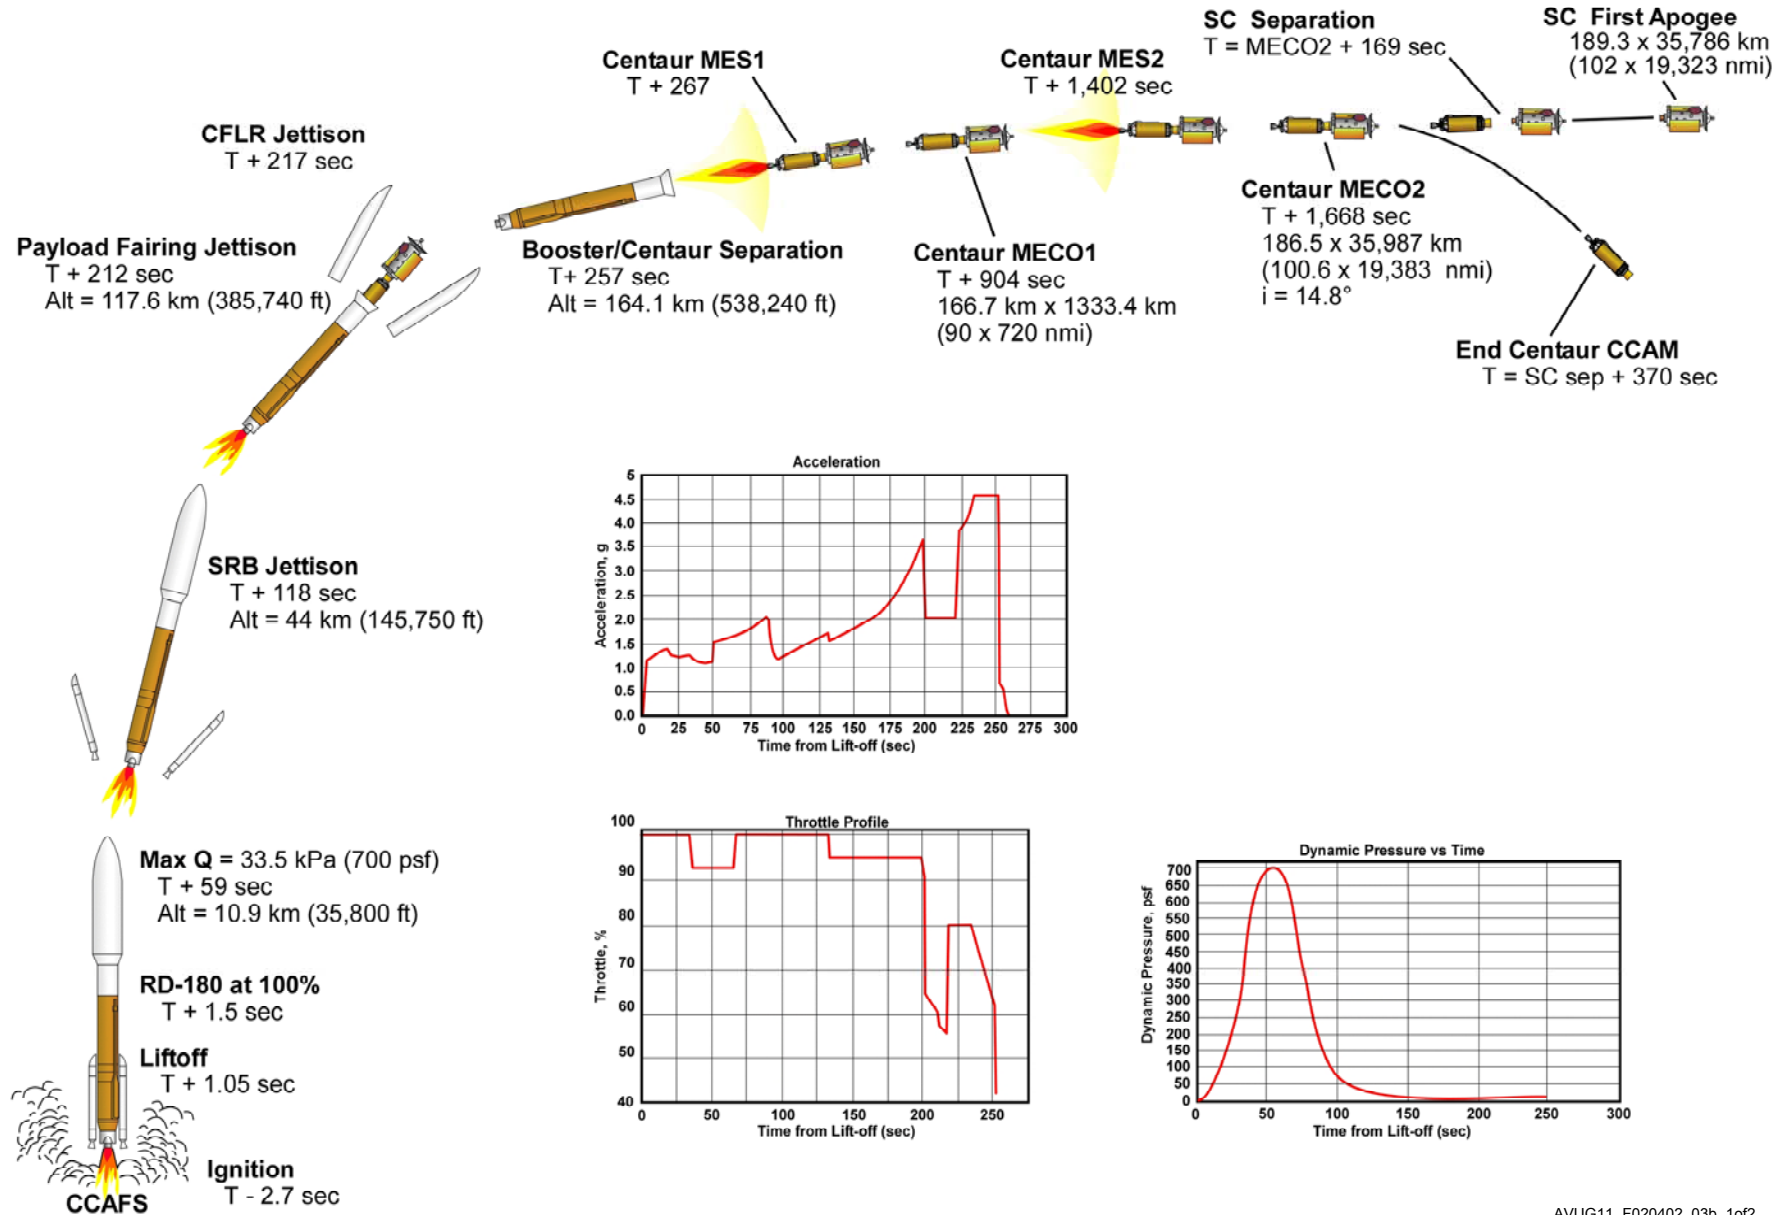 SC Separation
T = MECO2 + 169 sec
SC First Apogee
189.3 x 35,786 km
(102 x 19,323 nmi)
Centaur MES1
T + 267
Centaur MES2
T + 1,402 sec
CFLR Jettison
T + 217 sec
Payload Fairing Jettison
T + 212 sec
Alt = 117.6 km (385,740 ft)
Booster/Centaur Separation
T+ 257 sec
Alt = 164.1 km (538,240 ft)
Centaur MECO1
T + 904 sec
166.7 km x 1333.4 km
(90 x 720 nmi)
Centaur MECO2
T + 1,668 sec
186.5 x 35,987 km
(100.6 x 19,383 nmi)
i = 14.8°
End Centaur CCAM
T = SC sep + 370 sec
SRB Jettison
T + 118 sec
Alt = 44 km (145,750 ft)
Max Q = 33.5 kPa (700 psf)
T + 59 sec
Alt = 10.9 km (35,800 ft)
RD-180 at 100%
T + 1.5 sec
Liftoff
T + 1.05 sec
Ignition
T - 2.7 sec
CCAFS
Acceleration
Acceleration, g
5
4.5
4.0
3.5
3.0
2.5
2.0
1.5
1.0
0.5
0.0
0 25 50 75 100 125 150 175 200 225 250 275 300
Time from Lift-off (sec)
Throttle Profile
Throttle, %
100
90
80
70
60
50
40
0 50 100 150 200 250
Time from Lift-off (sec)
Dynamic Pressure vs Time
Dynamic Pressure, psf
700
650
600
550
500
450
400
350
300
250
200
150
100
50
0
0 50 100 150 200 250 300
Time from Lift-off (sec)
AVUG11_F020402_03b_1of2